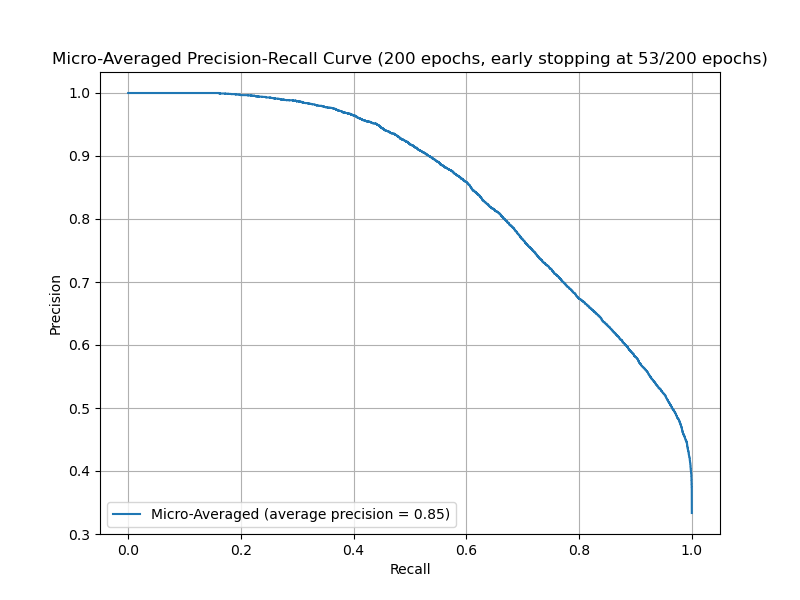 Micro-Averaged Precision-Recall Curve (200 epochs, early stopping at 53/200 epochs)
1.0
0.9
0.8
0.7
0.6
0.5
0.4
0.3
Precision
Micro-Averaged (average precision = 0.85)
0.0 0.2 0.4 0.6 0.8 1.0
Recall